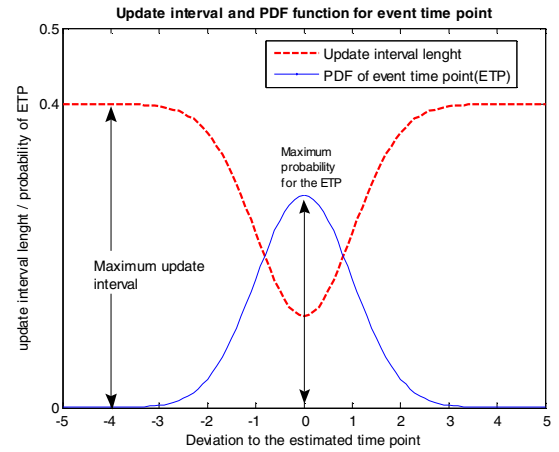 Update interval and PDF function for event time point
0.5
0.4
0
update interval lenght / probability of ETP
Update interval lenght
PDF of event time point(ETP)
Maximum
probability
for the ETP
Maximum update
interval
-5 -4 -3 -2 -1 0 1 2 3 4 5
Deviation to the estimated time point